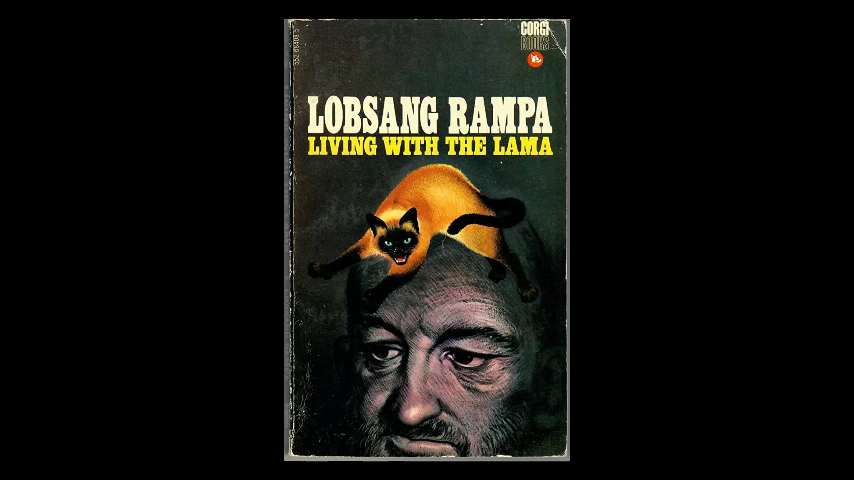 CORGI
BOOKS
LOBSANG RAMPA
LIVING WITH THE LAMA